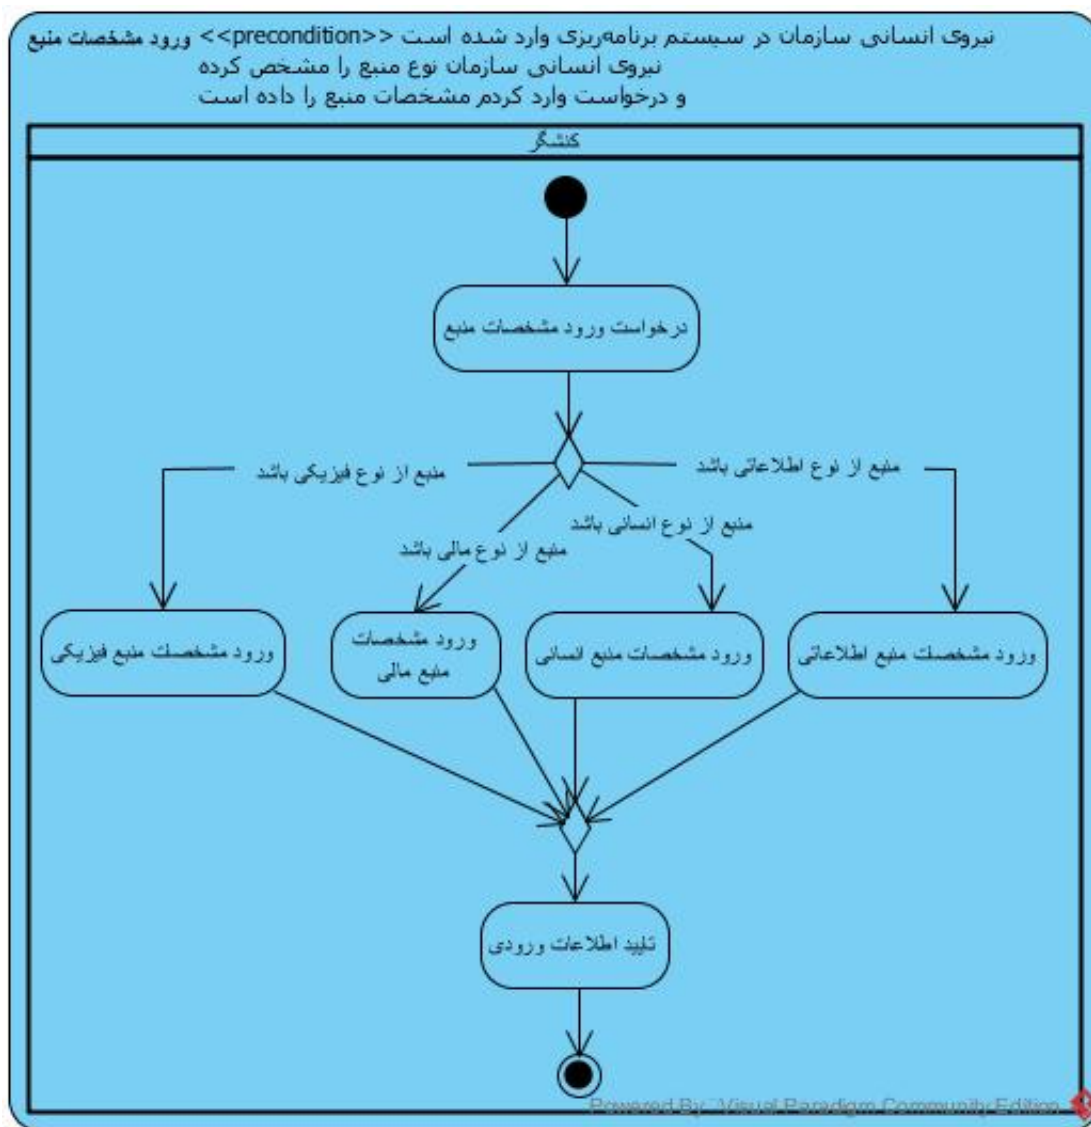 ورود مشخصات منبع <<precondition>> نیروی انسانی سازمان در سیستم برنامه‌ریزی وارد شده است
نیروی انسانی سازمان نوع منبع را مشخص کرده
و درخواست وارد کردم مشخصات منبع را داده است
کنشگر
درخواست ورود مشخصات منبع
منبع از نوع اطلاعاتی باشد
منبع از نوع فیزیکی باشد
منبع از نوع انسانی باشد
منبع از نوع مالی باشد
ورود مشخصات منبع اطلاعاتی
ورود مشخصات منبع انسانی
ورود مشخصات
منبع مالی
ورود مشخصات منبع فیزیکی
تایید اطلاعات ورودی
Powered By Visual Paradigm Community Edition